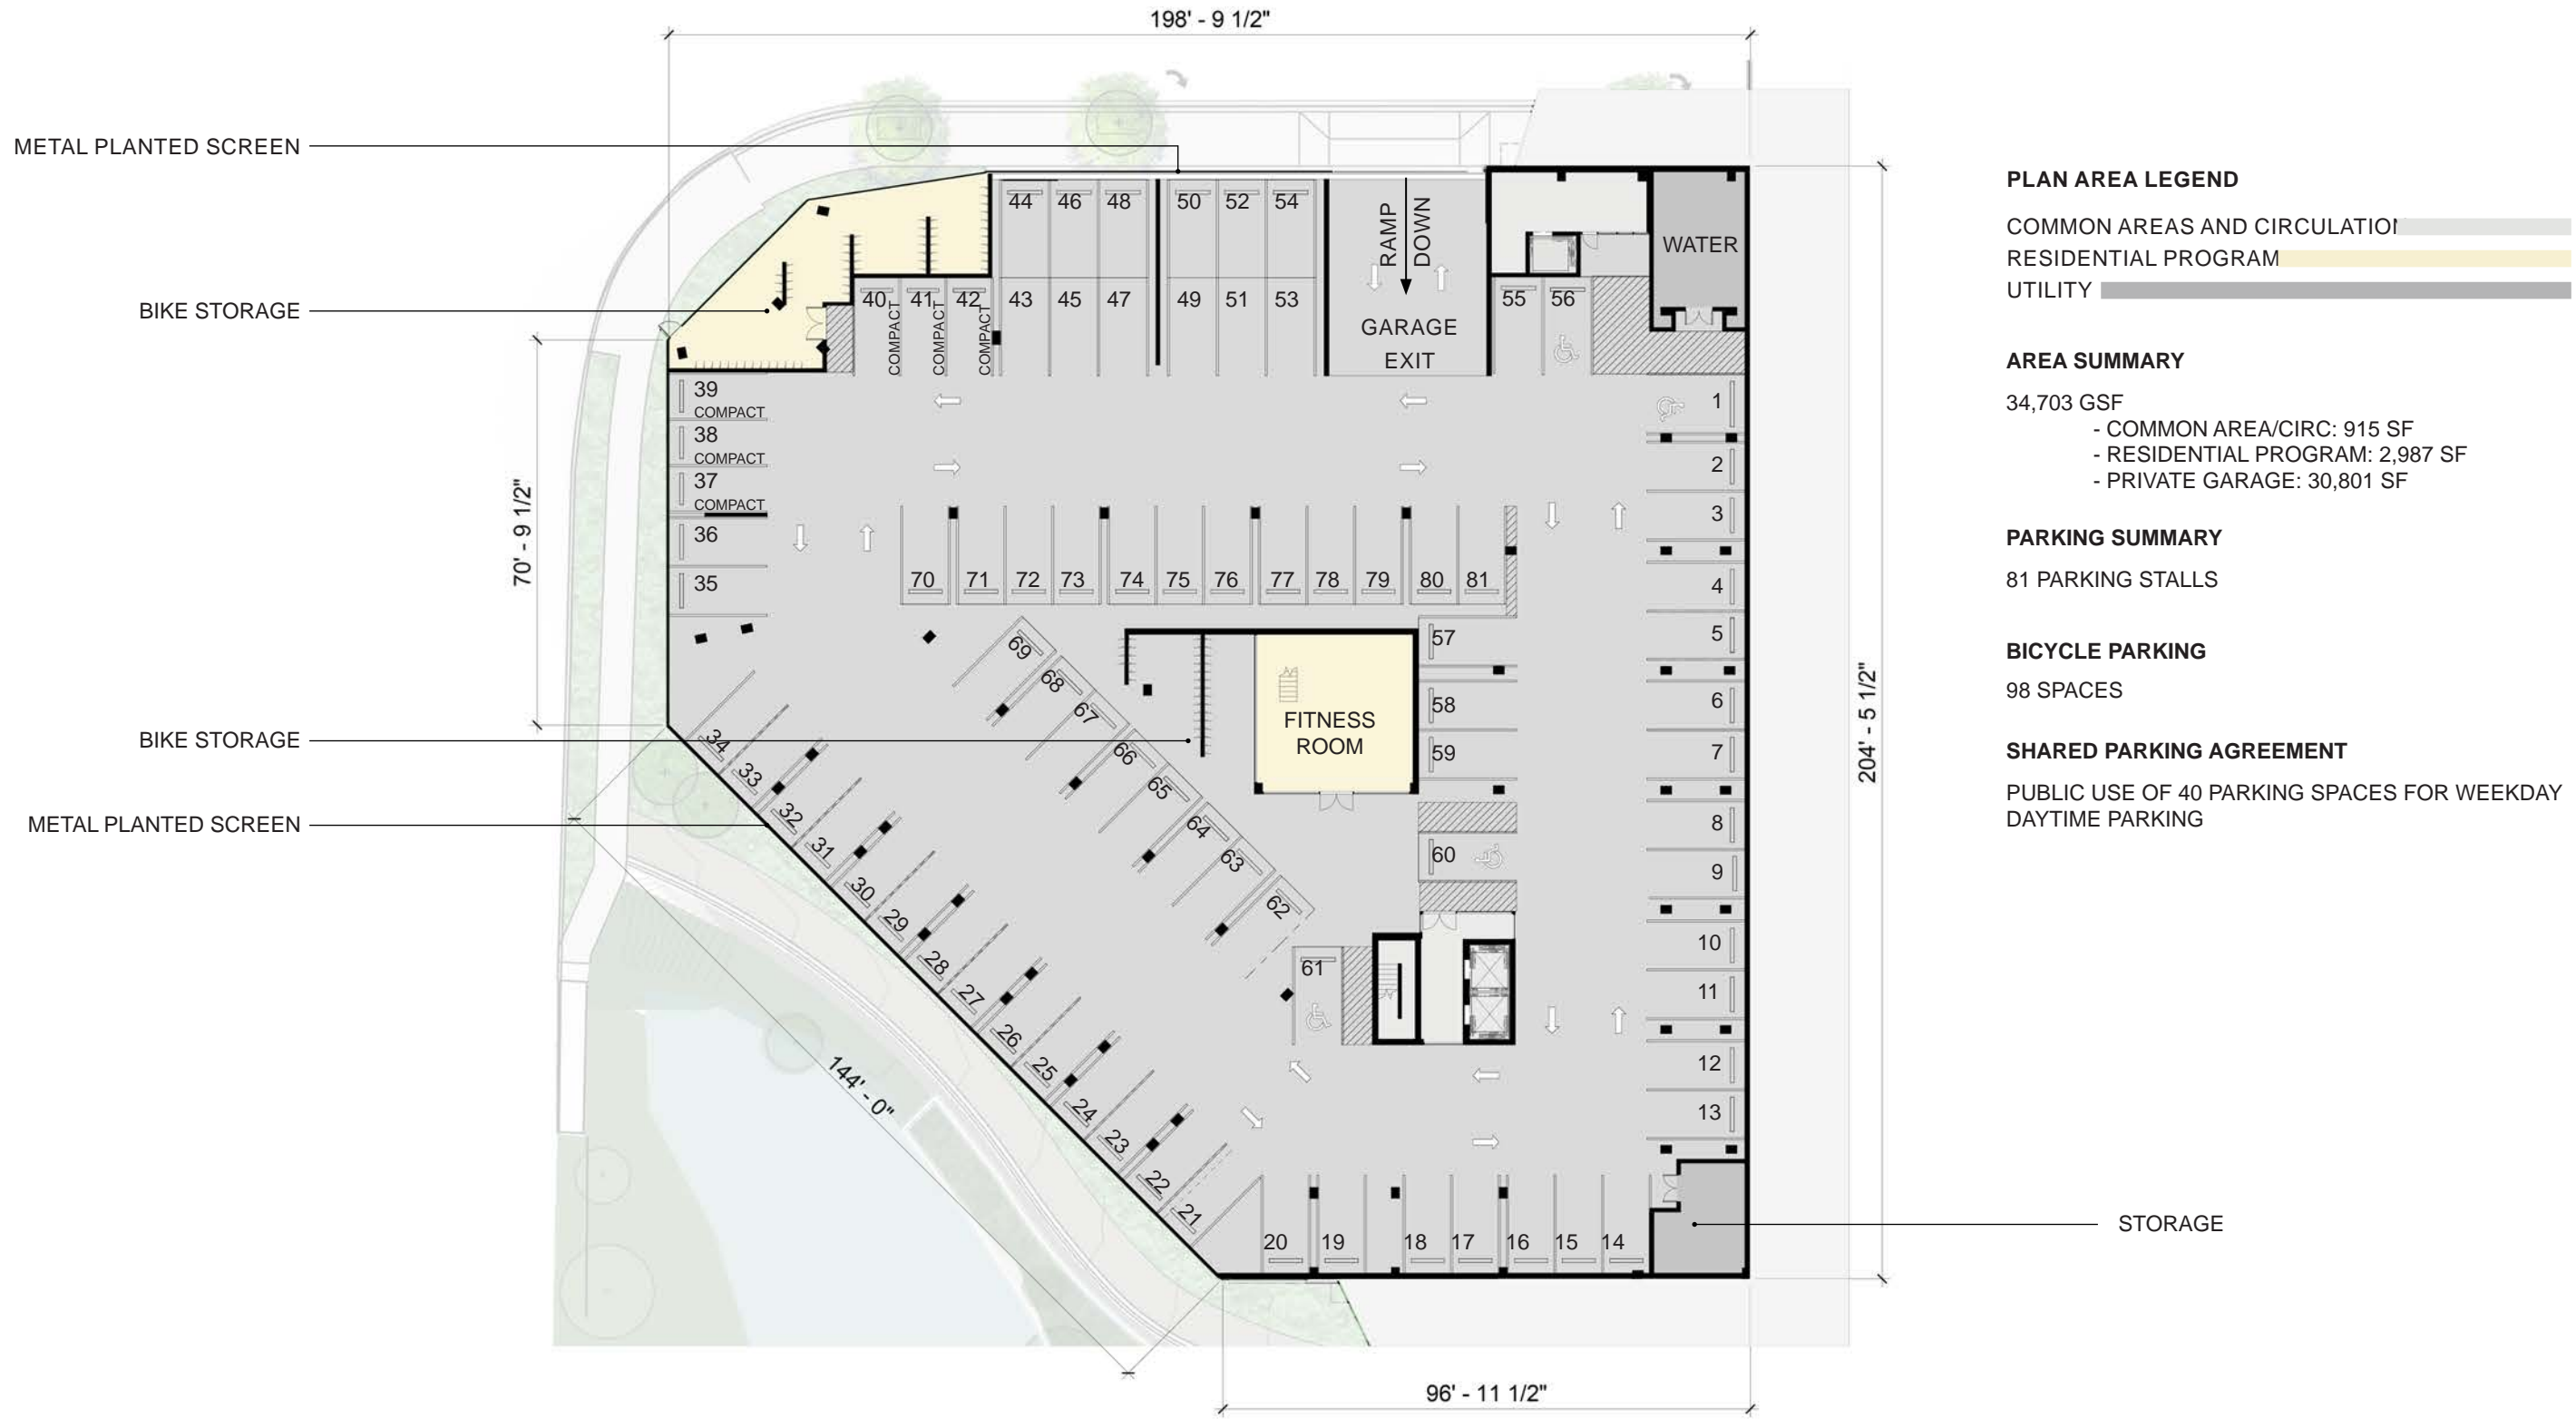 198' - 9 1/2"
METAL PLANTED SCREEN
BIKE STORAGE
70' - 9 1/2"
BIKE STORAGE
METAL PLANTED SCREEN
144' - 0"
96' - 11 1/2"
204' - 5 1/2"
STORAGE
44 46 48 50 52 54
RAMP
DOWN
WATER
40 41 42 43 45 47 49 51 53
COMPACT COMPACT COMPACT
GARAGE
EXIT
55 56
39
COMPACT
38
COMPACT
37
COMPACT
36
35
1
2
3
4
5
6
7
8
9
10
11
12
13
70 71 72 73 74 75 76 77 78 79 80 81
57
58
59
60
61
FITNESS
ROOM
69
68
67
66
65
64
63
62
34
33
32
31
30
29
28
27
26
25
24
23
22
21
20 19 18 17 16 15 14
PLAN AREA LEGEND
COMMON AREAS AND CIRCULATION
RESIDENTIAL PROGRAM
UTILITY
AREA SUMMARY
34,703 GSF
- COMMON AREA/CIRC: 915 SF
- RESIDENTIAL PROGRAM: 2,987 SF
- PRIVATE GARAGE: 30,801 SF
PARKING SUMMARY
81 PARKING STALLS
BICYCLE PARKING
98 SPACES
SHARED PARKING AGREEMENT
PUBLIC USE OF 40 PARKING SPACES FOR WEEKDAY
DAYTIME PARKING